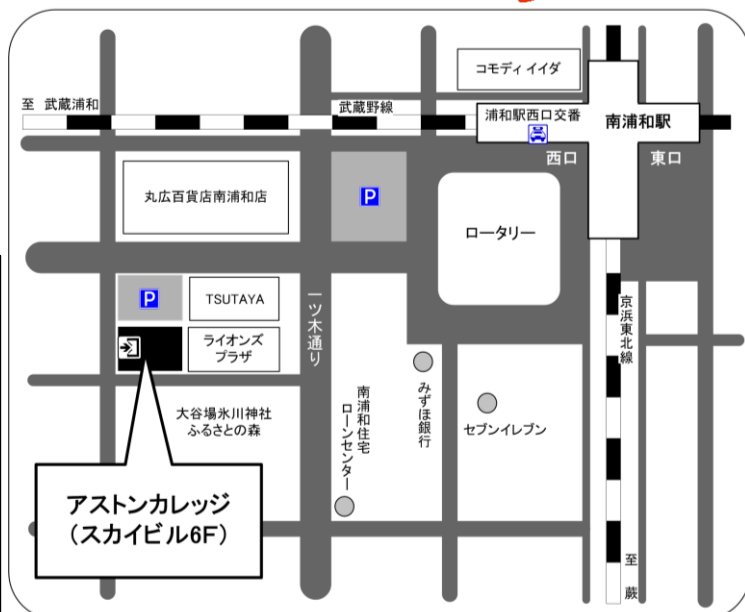 コモディ イイダ
至 武蔵浦和
武蔵野線
浦和駅西口交番
南浦和駅
西口
東口
丸広百貨店南浦和店
P
ロータリー
P
TSUTAYA
一ツ木通り
京浜東北線
ライオンズ
プラザ
大谷場氷川神社
ふるさとの森
南浦和住宅
ローンセンター
みずほ銀行
セブンイレブン
アストンカレッジ
（スカイビル6F）
至
蕨